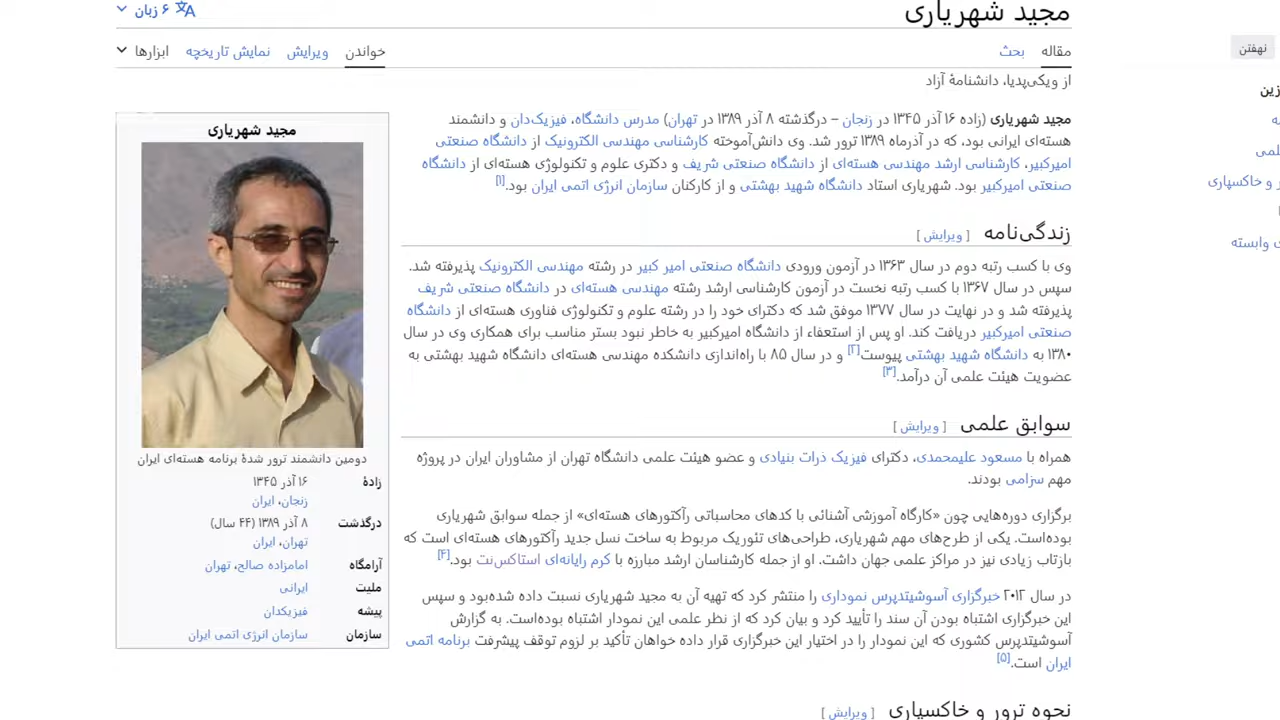 مجید شهریاری
۶ زبان
مقاله
بحث
خواندن
ویرایش
نمایش تاریخچه
ابزارها
از ویکی‌پدیا، دانشنامهٔ آزاد
مجید شهریاری (زاده ۱۶ آذر ۱۳۴۵ در زنجان – درگذشته ۸ آذر ۱۳۸۹ در تهران) مدرس دانشگاه، فیزیک‌دان و دانشمند
هسته‌ای ایرانی بود، که در آذرماه ۱۳۸۹ ترور شد. وی دانش‌آموخته کارشناسی مهندسی الکترونیک از دانشگاه صنعتی
امیرکبیر، کارشناسی ارشد مهندسی هسته‌ای از دانشگاه صنعتی شریف و دکتری علوم و تکنولوژی هسته‌ای از دانشگاه
صنعتی امیرکبیر بود. شهریاری استاد دانشگاه شهید بهشتی و از کارکنان سازمان انرژی اتمی ایران بود.[۱]
زندگی‌نامه [ ویرایش ]
وی با کسب رتبه دوم در سال ۱۳۶۳ در آزمون ورودی دانشگاه صنعتی امیر کبیر در رشته مهندسی الکترونیک پذیرفته شد.
سپس در سال ۱۳۶۷ با کسب رتبه نخست در آزمون کارشناسی ارشد رشته مهندسی هسته‌ای در دانشگاه صنعتی شریف
پذیرفته شد و در نهایت در سال ۱۳۷۷ موفق شد که دکترای خود را در رشته علوم و تکنولوژی فناوری هسته‌ای از دانشگاه
صنعتی امیرکبیر دریافت کند. او پس از استعفاء از دانشگاه امیرکبیر به خاطر نبود بستر مناسب برای همکاری وی در سال
۱۳۸۰ به دانشگاه شهید بهشتی پیوست[۲] و در سال ۸۵ با راه‌اندازی دانشکده مهندسی هسته‌ای دانشگاه شهید بهشتی به
عضویت هیئت علمی آن درآمد.[۳]
سوابق علمی [ ویرایش ]
همراه با مسعود علیمحمدی، دکترای فیزیک ذرات بنیادی و عضو هیئت علمی دانشگاه تهران از مشاوران ایران در پروژه
مهم سزامی بودند.
برگزاری دوره‌هایی چون «کارگاه آموزشی آشنائی با کدهای محاسباتی رآکتورهای هسته‌ای» از جمله سوابق شهریاری
بوده‌است. یکی از طرح‌های مهم شهریاری، طراحی‌های تئوریک مربوط به ساخت نسل جدید رآکتورهای هسته‌ای است که
بازتاب زیادی نیز در مراکز علمی جهان داشت. او از جمله کارشناسان ارشد مبارزه با کرم رایانه‌ای استاکس‌نت بود.[۴]
در سال ۲۰۱۲ خبرگزاری آسوشیتدپرس نموداری را منتشر کرد که تهیه آن به مجید شهریاری نسبت داده شده‌بود و سپس
این خبرگزاری اشتباه بودن آن سند را تأیید کرد و بیان کرد که از نظر علمی این نمودار اشتباه بوده‌است. به گزارش
آسوشیتدپرس کشوری که این نمودار را در اختیار این خبرگزاری قرار داده خواهان تأکید بر لزوم توقف پیشرفت برنامه اتمی
ایران است.[۵]
نحوه ترور و خاکسپاری [ ویرایش ]
مجید شهریاری
دومین دانشمند ترور شدهٔ برنامه هسته‌ای ایران
زادهٔ ۱۶ آذر ۱۳۴۵
زنجان، ایران
درگذشت ۸ آذر ۱۳۸۹ (۴۴ سال)
تهران، ایران
آرامگاه امامزاده صالح، تهران
ملیت ایرانی
پیشه فیزیکدان
سازمان سازمان انرژی اتمی ایران
نهفتن
ر و خاکسپاری
ی وابسته